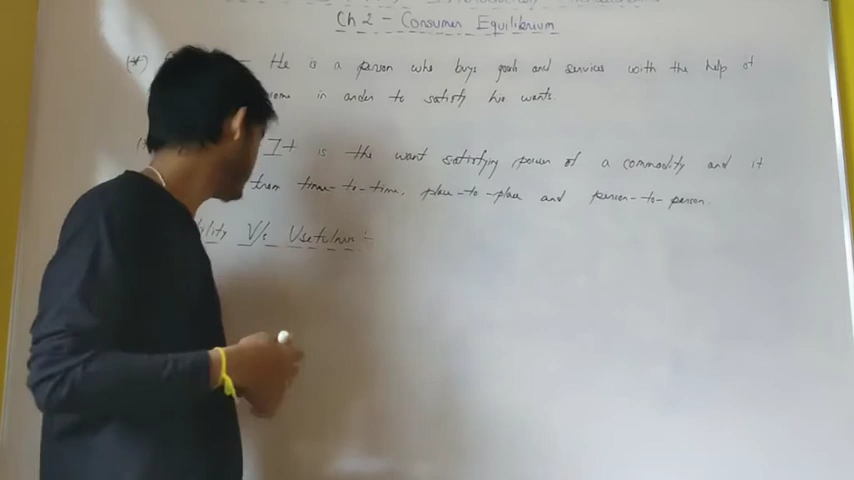 Ch 2 - Consumer Equilibrium
(*) - He is a person who buys goods and services with the help of
in order to satisfy his wants.
It is the want satisfying power of a commodity and it
from time-to-time, place-to-place and person-to-person.
V/s Usefulness :-